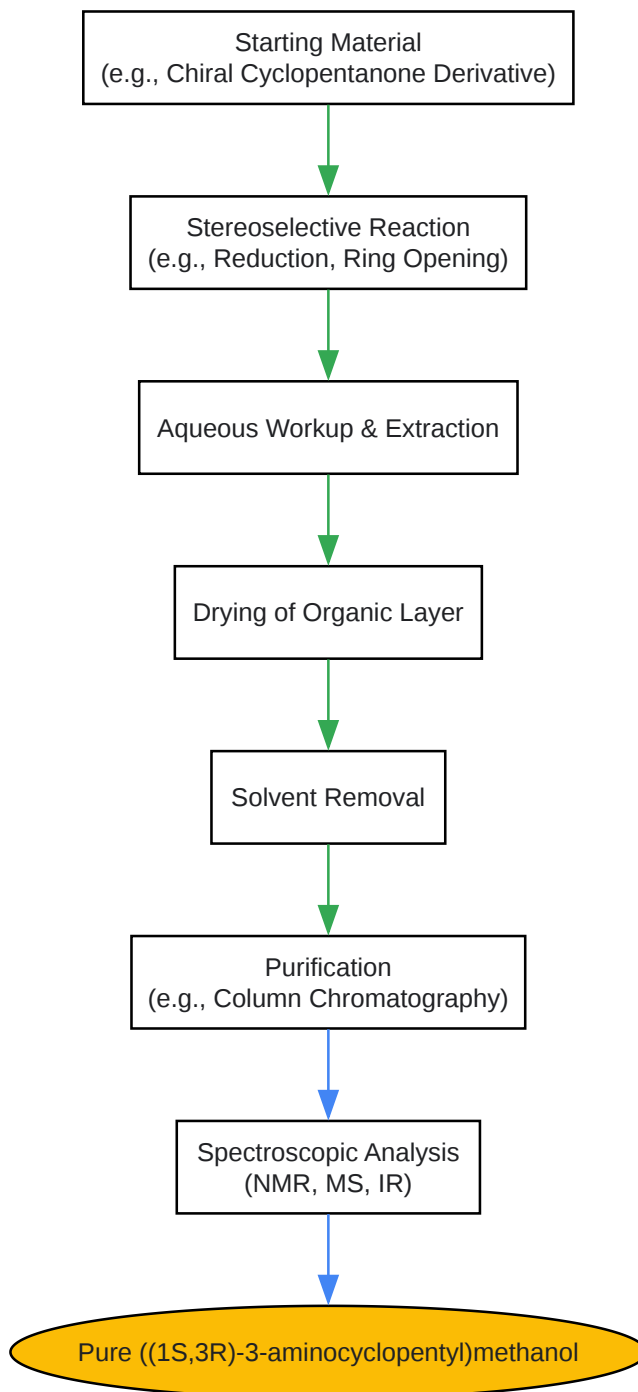 Starting Material
(e.g., Chiral Cyclopentanone Derivative)
Stereoselective Reaction
(e.g., Reduction, Ring Opening)
Aqueous Workup & Extraction
Drying of Organic Layer
Solvent Removal
Purification
(e.g., Column Chromatography)
Spectroscopic Analysis
(NMR, MS, IR)
Pure ((1S,3R)-3-aminocyclopentyl)methanol